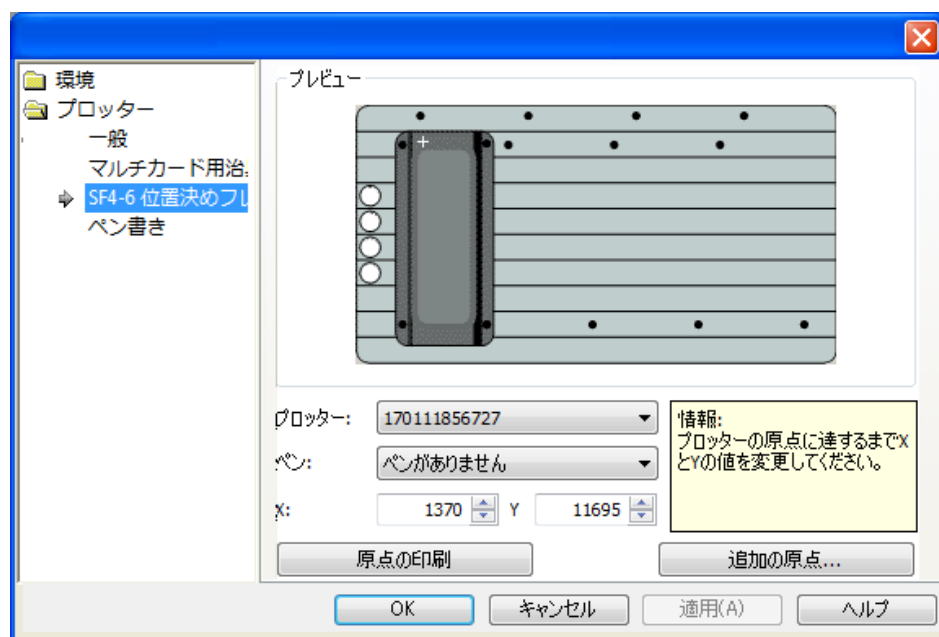 環境
プロッター
一般
マルチカード用治
SF4-6 位置決めフレ
ペン書き
プレビュー
プロッター: 170111856727
ペン: ペンがありません
X: 1370 Y 11695
情報:
プロッターの原点に達するまでX
とYの値を変更してください。
原点の印刷 追加の原点...
OK キャンセル 適用(A) ヘルプ